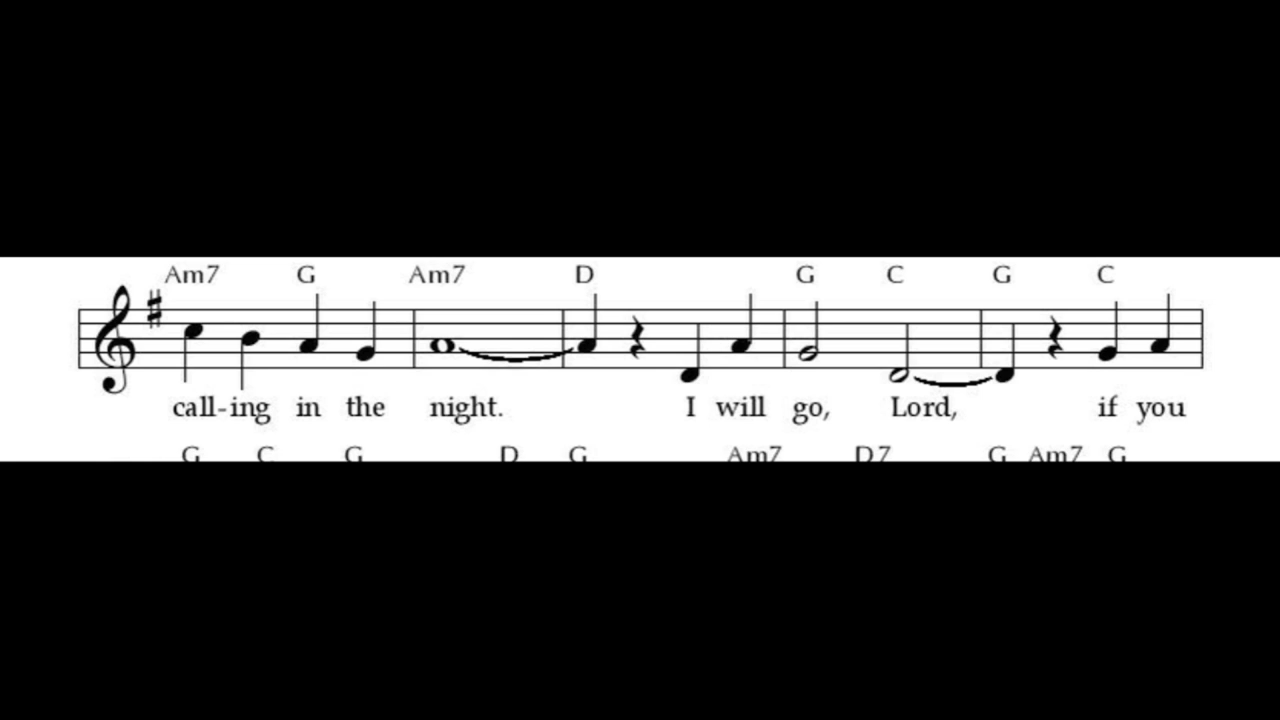 Am7 G Am7 D G C G C
call-ing in the night. I will go, Lord, if you
G C G D G Am7 D7 G Am7 G